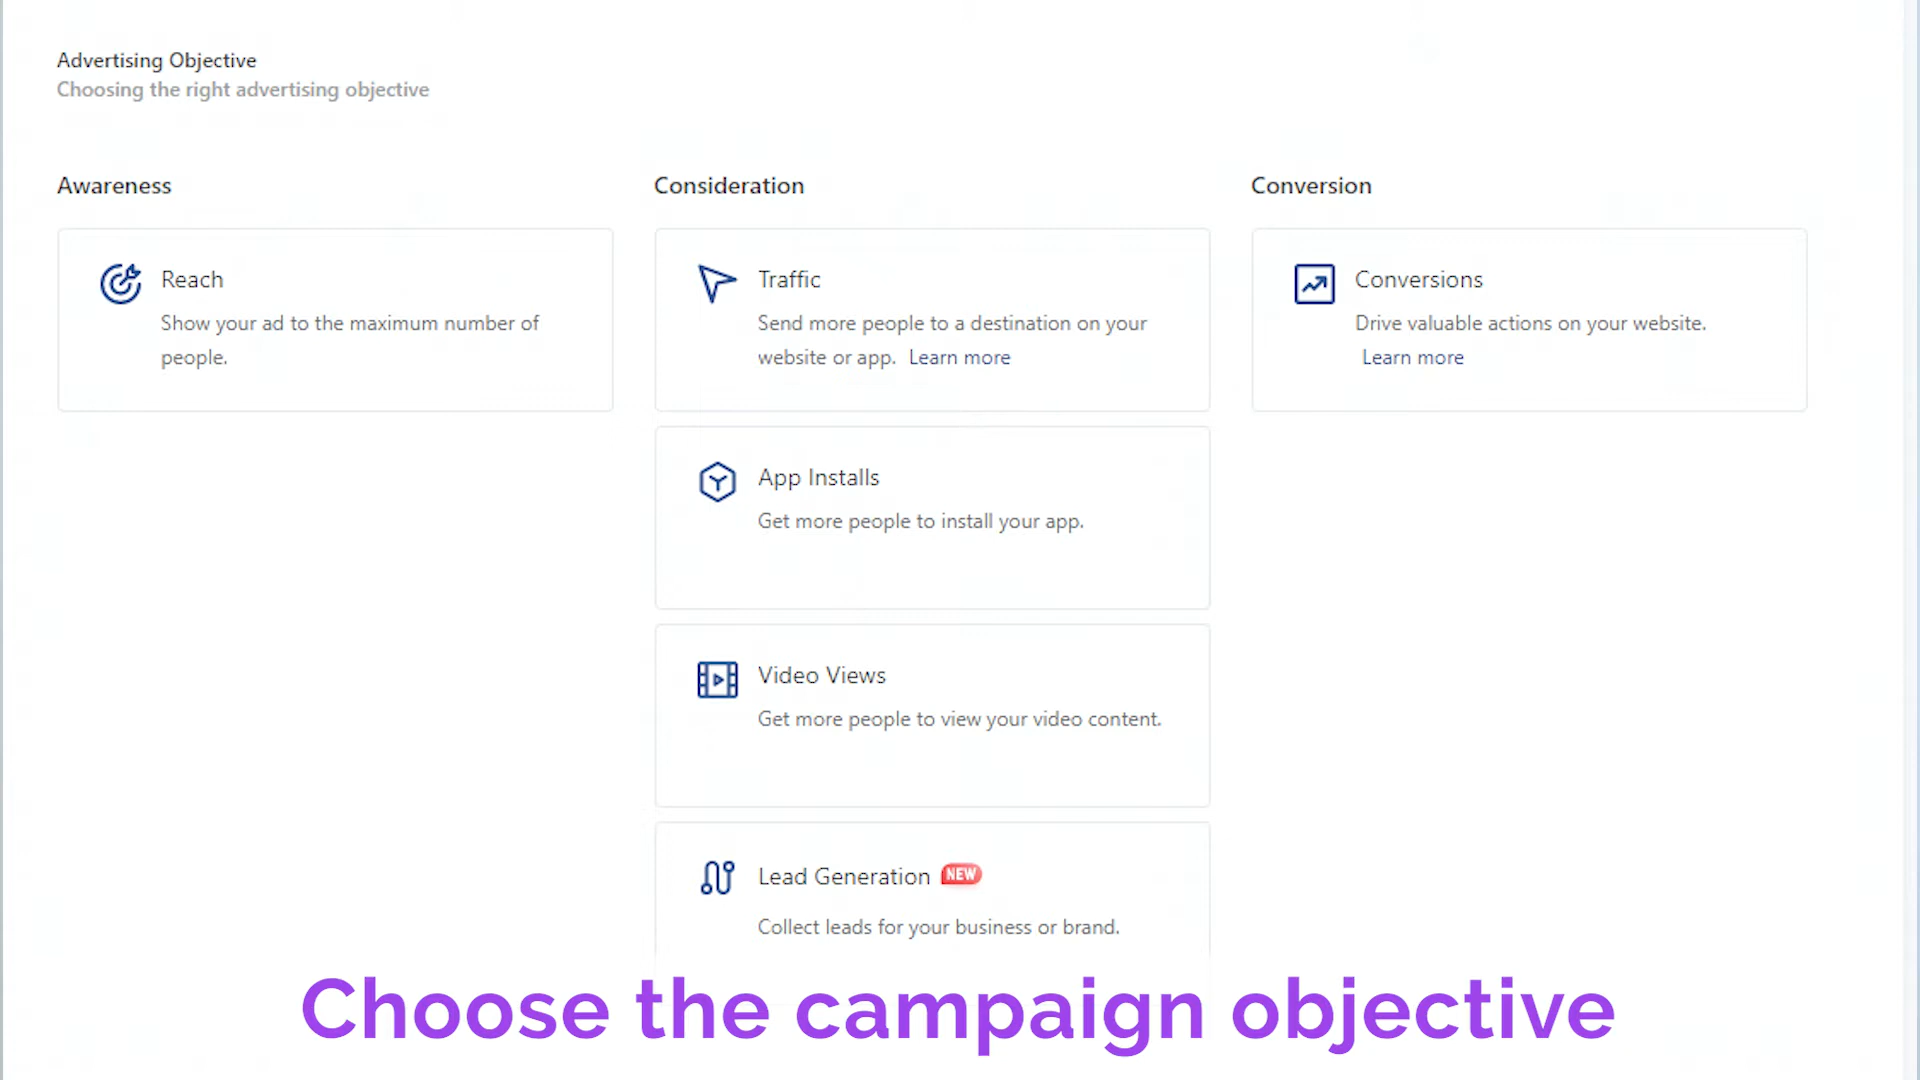 Advertising Objective
Choosing the right advertising objective
Awareness
Reach
Show your ad to the maximum number of
people.
Consideration
Traffic
Send more people to a destination on your
website or app. Learn more
App Installs
Get more people to install your app.
Video Views
Get more people to view your video content.
Lead Generation NEW
Collect leads for your business or brand.
Conversion
Conversions
Drive valuable actions on your website.
Learn more
Choose the campaign objective